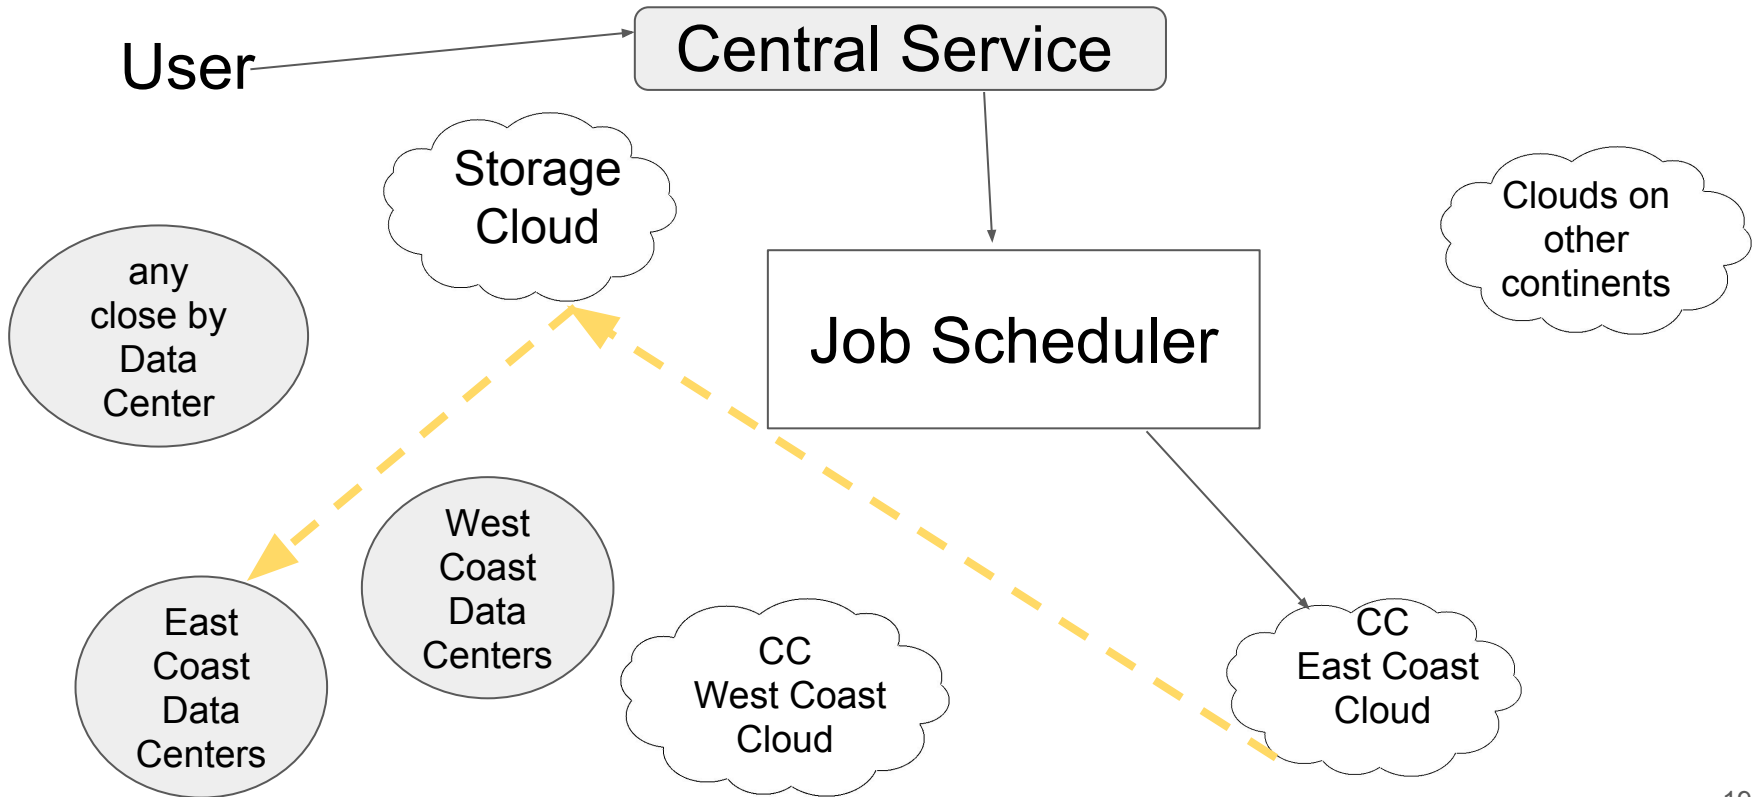 User
Central Service
Storage
Cloud
Clouds on
other
continents
any
close by
Data
Center
Job Scheduler
West
Coast
Data
Centers
East
Coast
Data
Centers
CC
West Coast
Cloud
CC
East Coast
Cloud